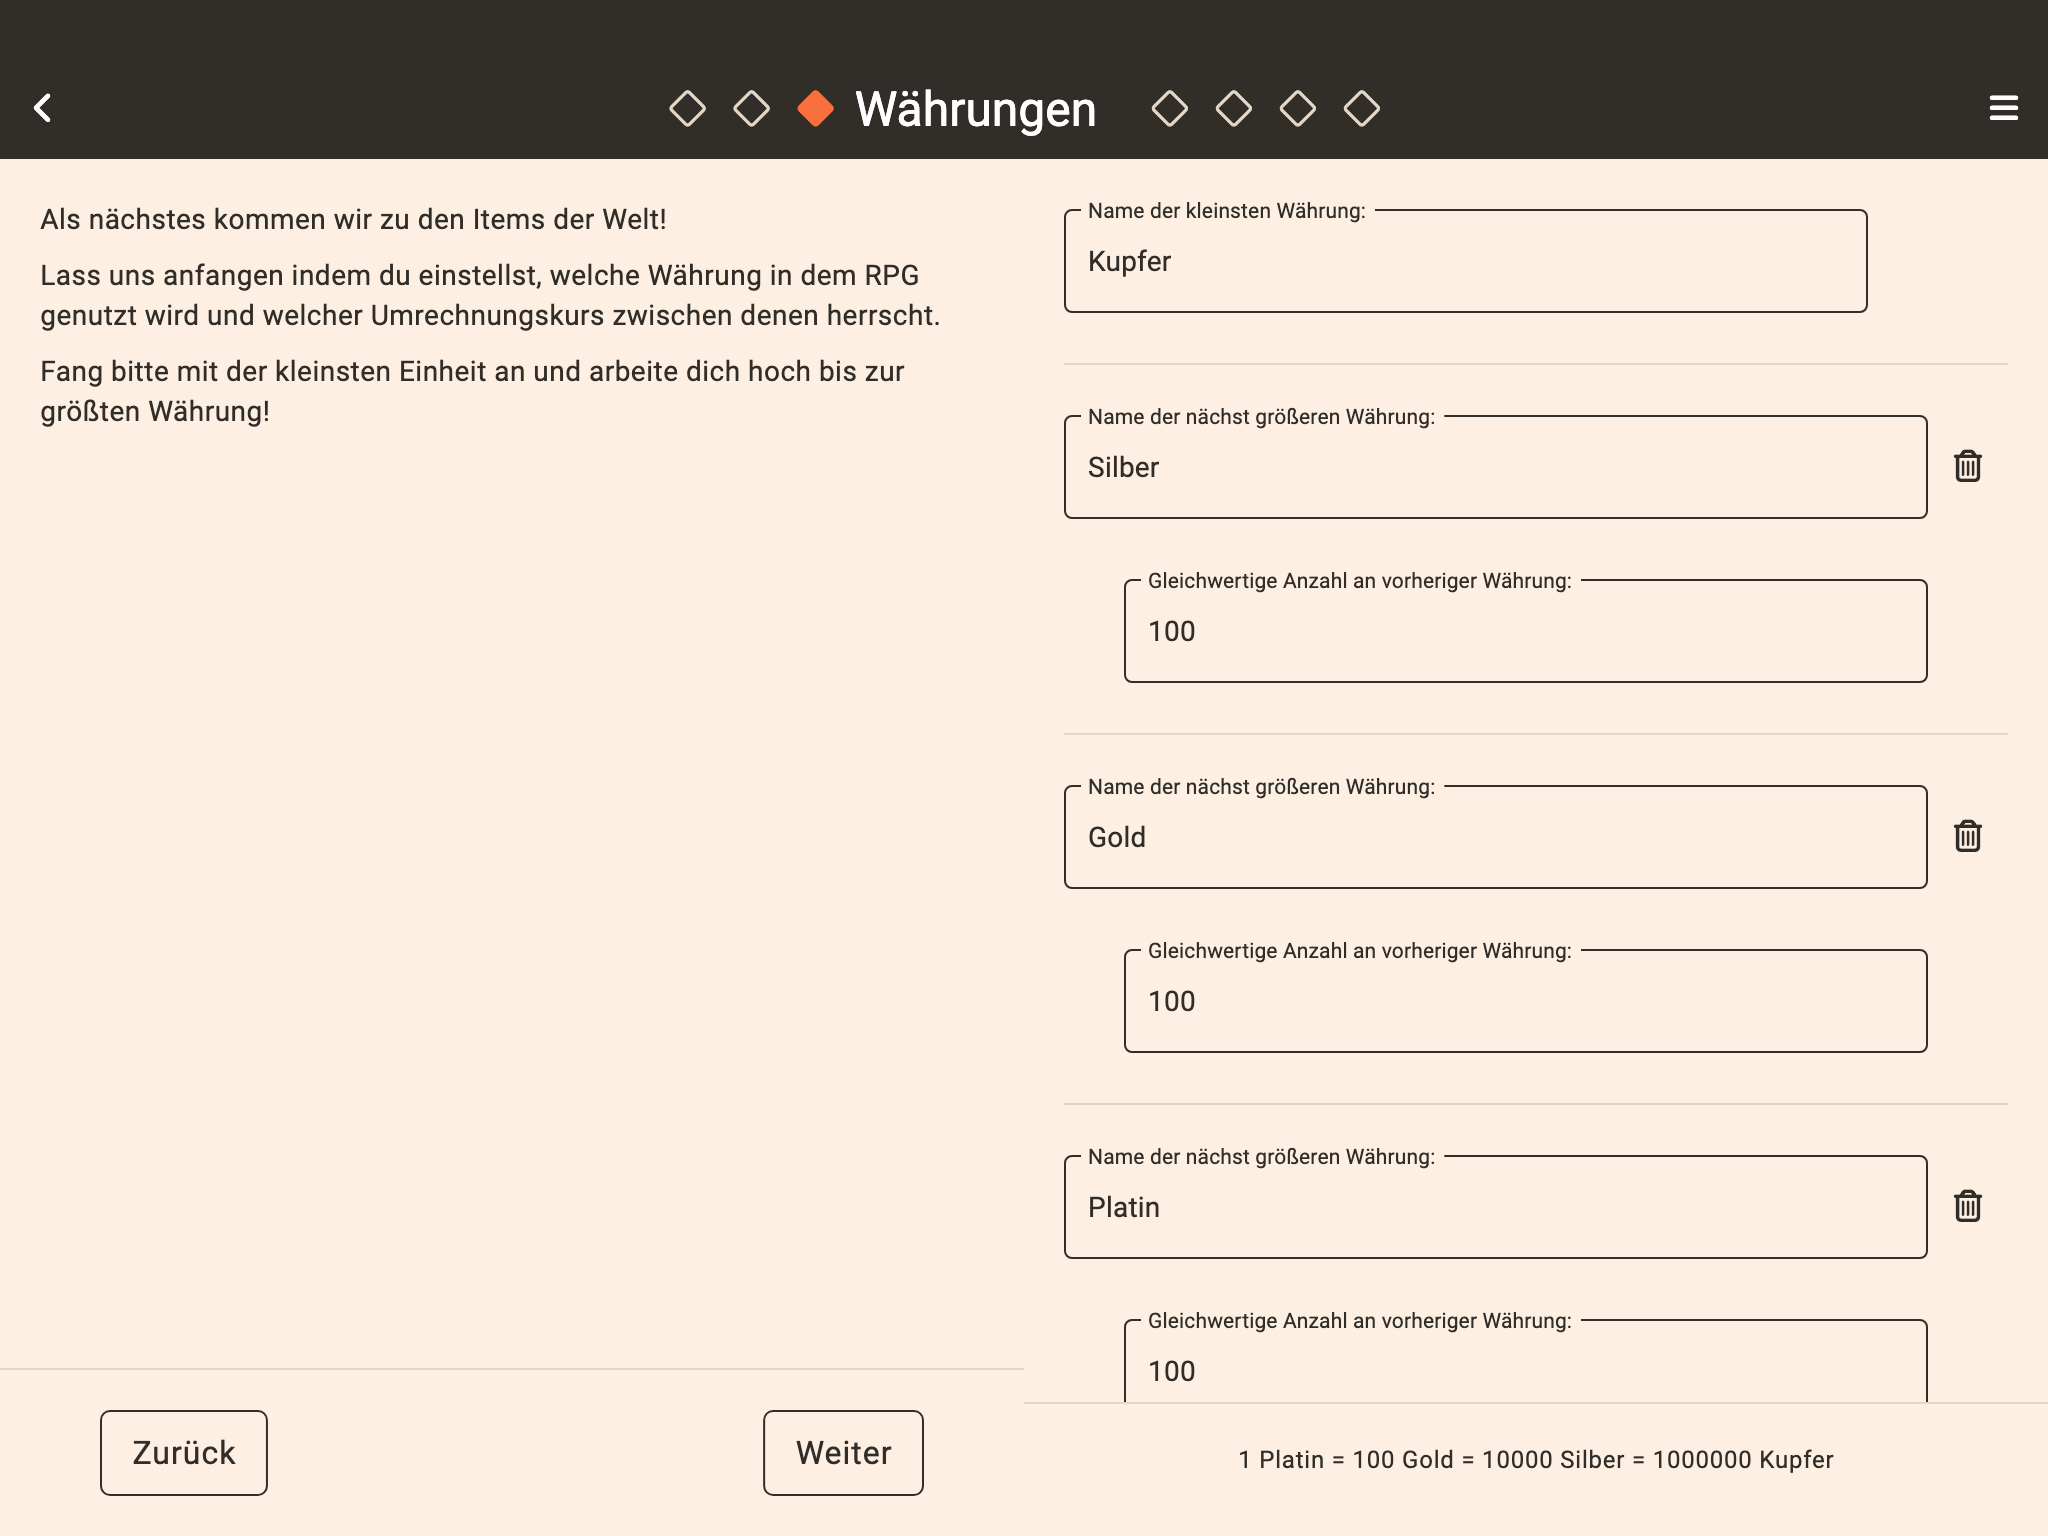 Währungen
Als nächstes kommen wir zu den Items der Welt!
Lass uns anfangen indem du einstellst, welche Währung in dem RPG
genutzt wird und welcher Umrechnungskurs zwischen denen herrscht.
Fang bitte mit der kleinsten Einheit an und arbeite dich hoch bis zur
größten Währung!
Zurück
Weiter
Name der kleinsten Währung:
Kupfer
Name der nächst größeren Währung:
Silber
Gleichwertige Anzahl an vorheriger Währung:
100
Name der nächst größeren Währung:
Gold
Gleichwertige Anzahl an vorheriger Währung:
100
Name der nächst größeren Währung:
Platin
Gleichwertige Anzahl an vorheriger Währung:
100
1 Platin = 100 Gold = 10000 Silber = 1000000 Kupfer